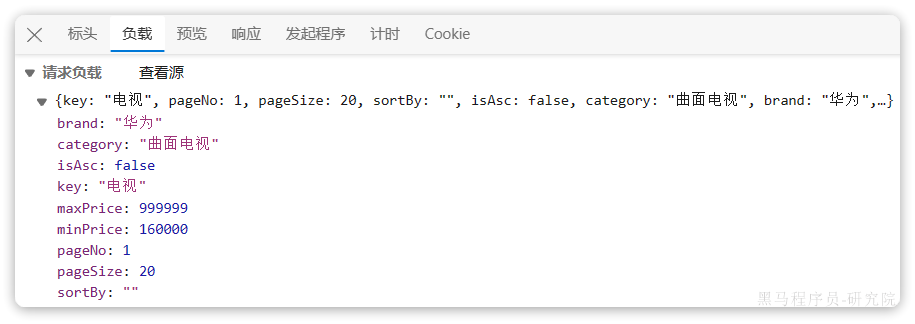 标头 负载 预览 响应 发起程序 计时 Cookie
请求负载 查看源
{key: "电视", pageNo: 1, pageSize: 20, sortBy: "", isAsc: false, category: "曲面电视", brand: "华为",…}
brand: "华为"
category: "曲面电视"
isAsc: false
key: "电视"
maxPrice: 999999
minPrice: 160000
pageNo: 1
pageSize: 20
sortBy: ""
黑马程序员-研究院